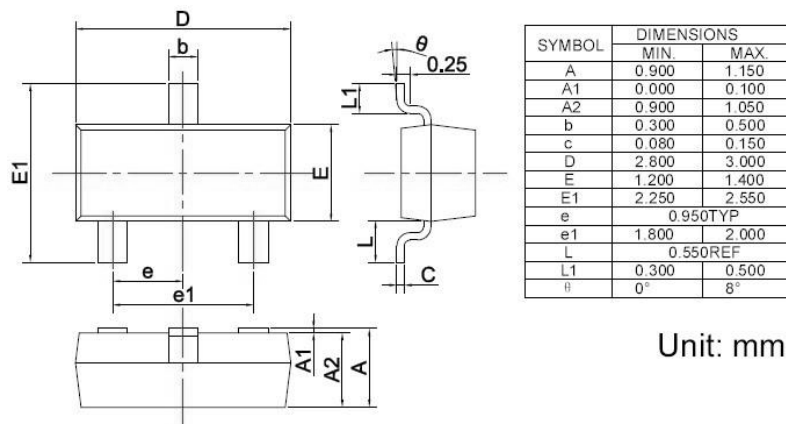 D
b
θ
0.25
L1
E1
E
L
C
e
e1
A1
A2
A
SYMBOL DIMENSIONS
MIN. MAX.
A 0.900 1.150
A1 0.000 0.100
A2 0.900 1.050
b 0.300 0.500
c 0.080 0.150
D 2.800 3.000
E 1.200 1.400
E1 2.250 2.550
e 0.950TYP
e1 1.800 2.000
L 0.550REF
L1 0.300 0.500
θ 0° 8°
Unit: mm